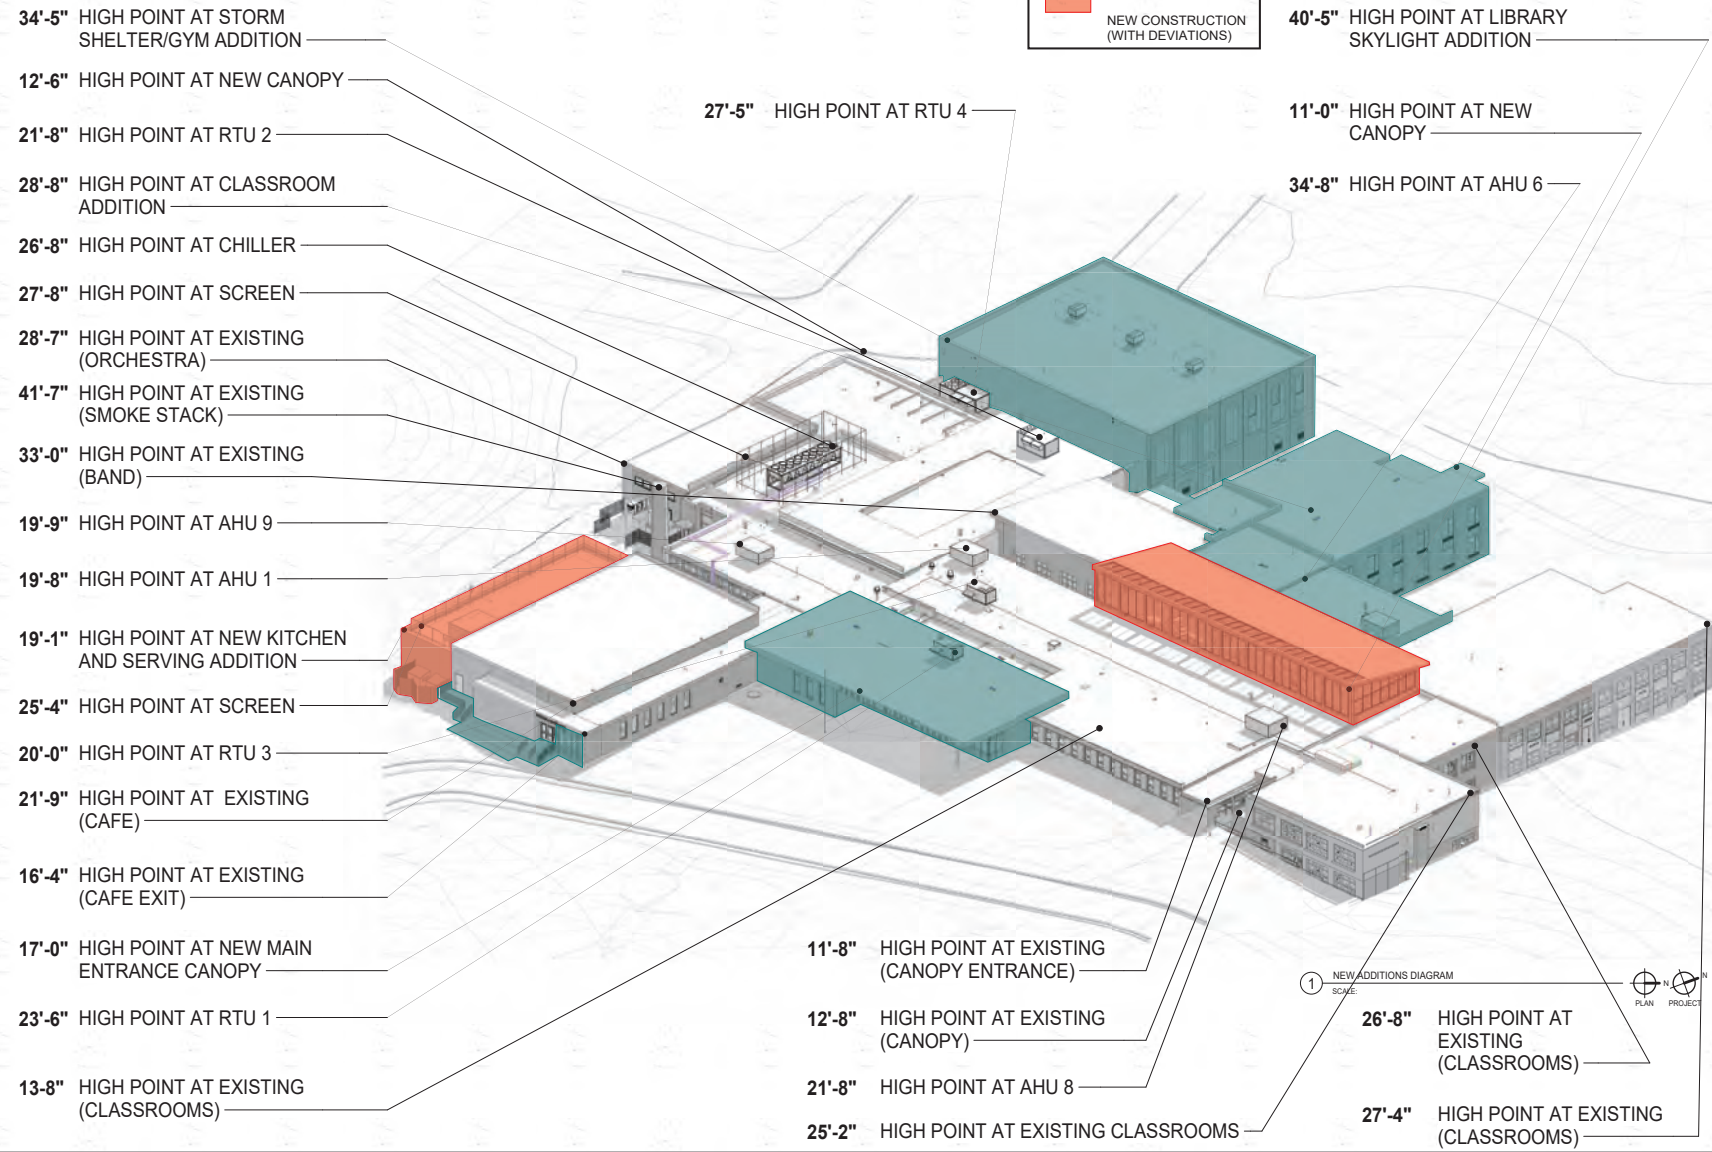 34'-5" HIGH POINT AT STORM
SHELTER/GYM ADDITION
12'-6" HIGH POINT AT NEW CANOPY
21'-8" HIGH POINT AT RTU 2
28'-8" HIGH POINT AT CLASSROOM
ADDITION
26'-8" HIGH POINT AT CHILLER
27'-8" HIGH POINT AT SCREEN
28'-7" HIGH POINT AT EXISTING
(ORCHESTRA)
41'-7" HIGH POINT AT EXISTING
(SMOKE STACK)
33'-0" HIGH POINT AT EXISTING
(BAND)
19'-9" HIGH POINT AT AHU 9
19'-8" HIGH POINT AT AHU 1
19'-1" HIGH POINT AT NEW KITCHEN
AND SERVING ADDITION
25'-4" HIGH POINT AT SCREEN
20'-0" HIGH POINT AT RTU 3
21'-9" HIGH POINT AT EXISTING
(CAFE)
16'-4" HIGH POINT AT EXISTING
(CAFE EXIT)
17'-0" HIGH POINT AT NEW MAIN
ENTRANCE CANOPY
23'-6" HIGH POINT AT RTU 1
13-8" HIGH POINT AT EXISTING
(CLASSROOMS)
NEW CONSTRUCTION
(WITH DEVIATIONS)
27'-5" HIGH POINT AT RTU 4
40'-5" HIGH POINT AT LIBRARY
SKYLIGHT ADDITION
11'-0" HIGH POINT AT NEW
CANOPY
34'-8" HIGH POINT AT AHU 6
11'-8" HIGH POINT AT EXISTING
(CANOPY ENTRANCE)
12'-8" HIGH POINT AT EXISTING
(CANOPY)
21'-8" HIGH POINT AT AHU 8
25'-2" HIGH POINT AT EXISTING CLASSROOMS
1 NEW ADDITIONS DIAGRAM
SCALE:
N N
PLAN PROJECT
26'-8" HIGH POINT AT
EXISTING
(CLASSROOMS)
27'-4" HIGH POINT AT EXISTING
(CLASSROOMS)